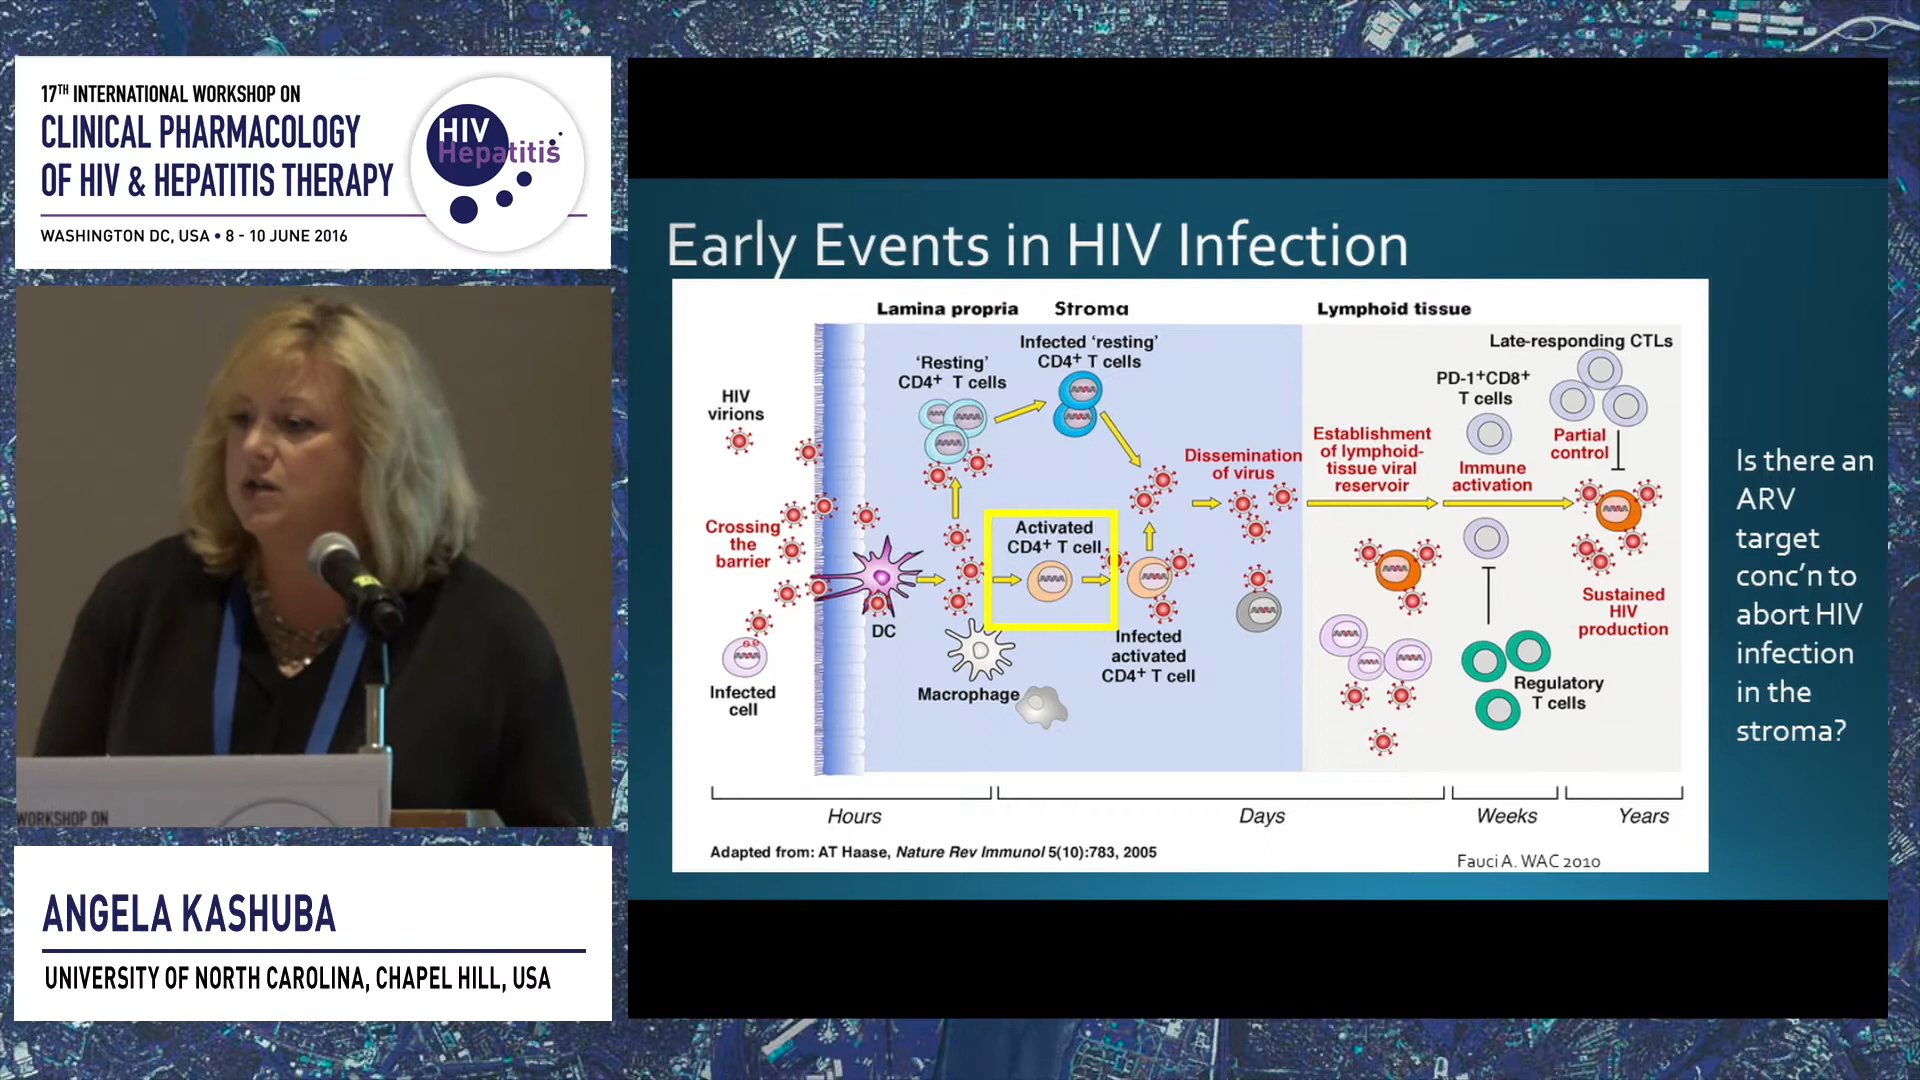 17TH INTERNATIONAL WORKSHOP ON
CLINICAL PHARMACOLOGY
OF HIV & HEPATITIS THERAPY
WASHINGTON DC, USA • 8 - 10 JUNE 2016
HIV
Hepatitis
WORKSHOP ON
ANGELA KASHUBA
UNIVERSITY OF NORTH CAROLINA, CHAPEL HILL, USA
Early Events in HIV Infection
Lamina propria
Stroma
Lymphoid tissue
HIV
virions
Crossing
the
barrier
Infected
cell
'Resting'
CD4+ T cells
Infected 'resting'
CD4+ T cells
DC
Macrophage
Activated
CD4+ T cell
Infected
activated
CD4+ T cell
Dissemination
of virus
Establishment
of lymphoid-
tissue viral
reservoir
Late-responding CTLs
PD-1+CD8+
T cells
Immune
activation
Partial
control
Sustained
HIV
production
Regulatory
T cells
Hours
Days
Weeks
Years
Adapted from: AT Haase, Nature Rev Immunol 5(10):783, 2005
Fauci A. WAC 2010
Is there an
ARV
target
conc'n to
abort HIV
infection
in the
stroma?